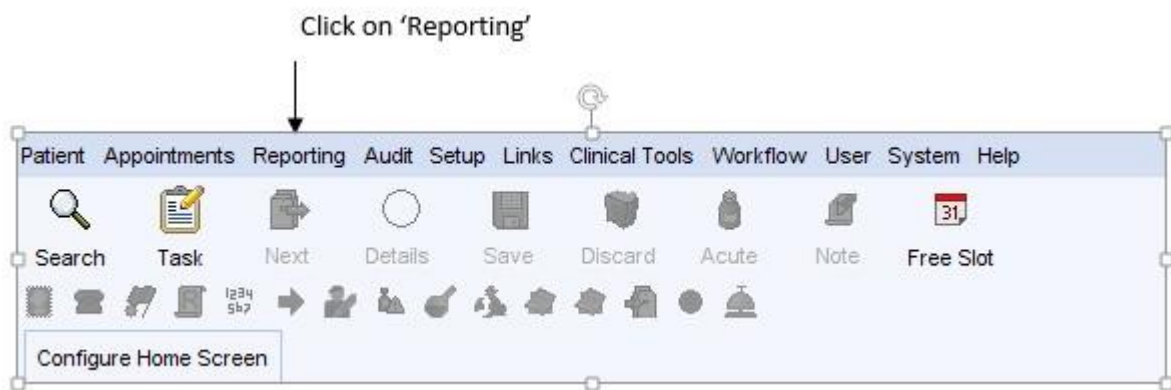 Click on ‘Reporting’
Patient Appointments Reporting Audit Setup Links Clinical Tools Workflow User System Help
31
Search Task Next Details Save Discard Acute Note Free Slot
R 1234
567
Configure Home Screen